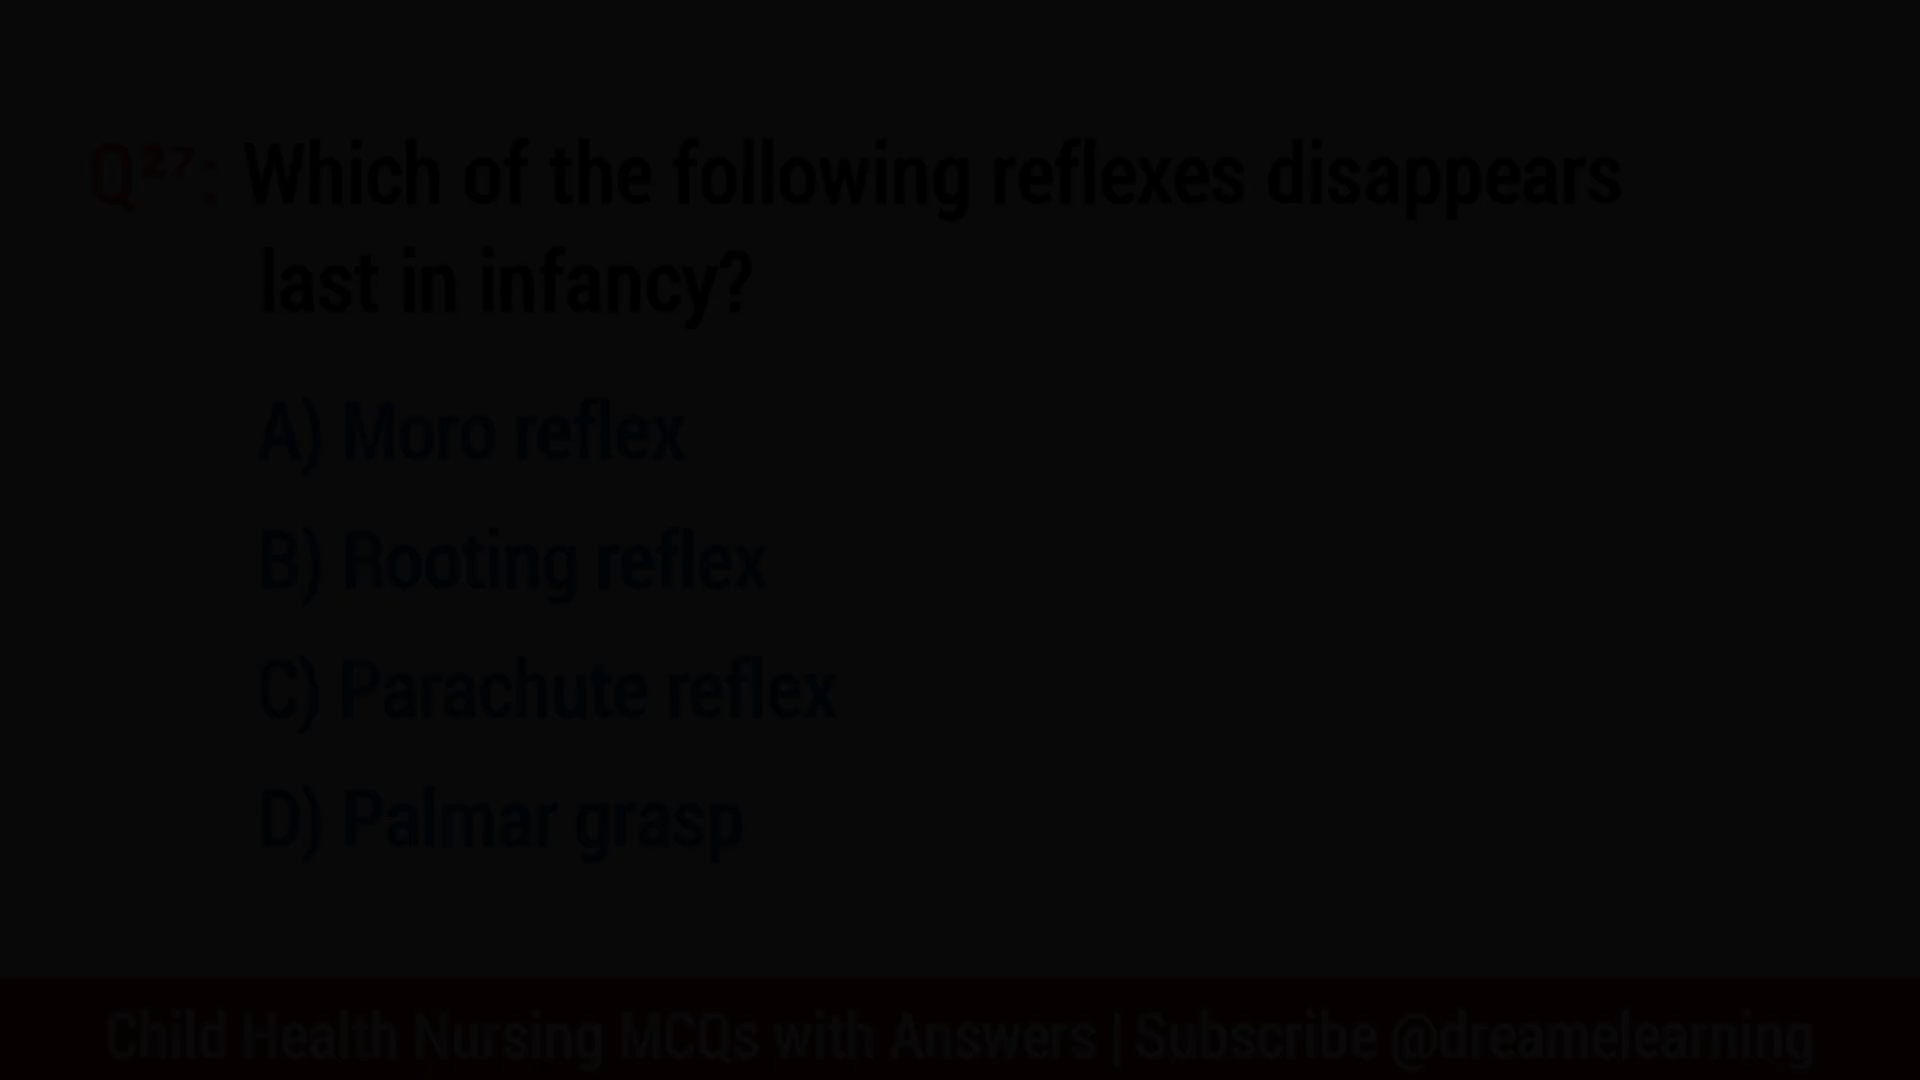 Q27: Which of the following reflexes disappears
last in infancy?
A) Moro reflex
B) Rooting reflex
C) Parachute reflex
D) Palmar grasp
Child Health Nursing MCQs with Answers | Subscribe @dreamelearning